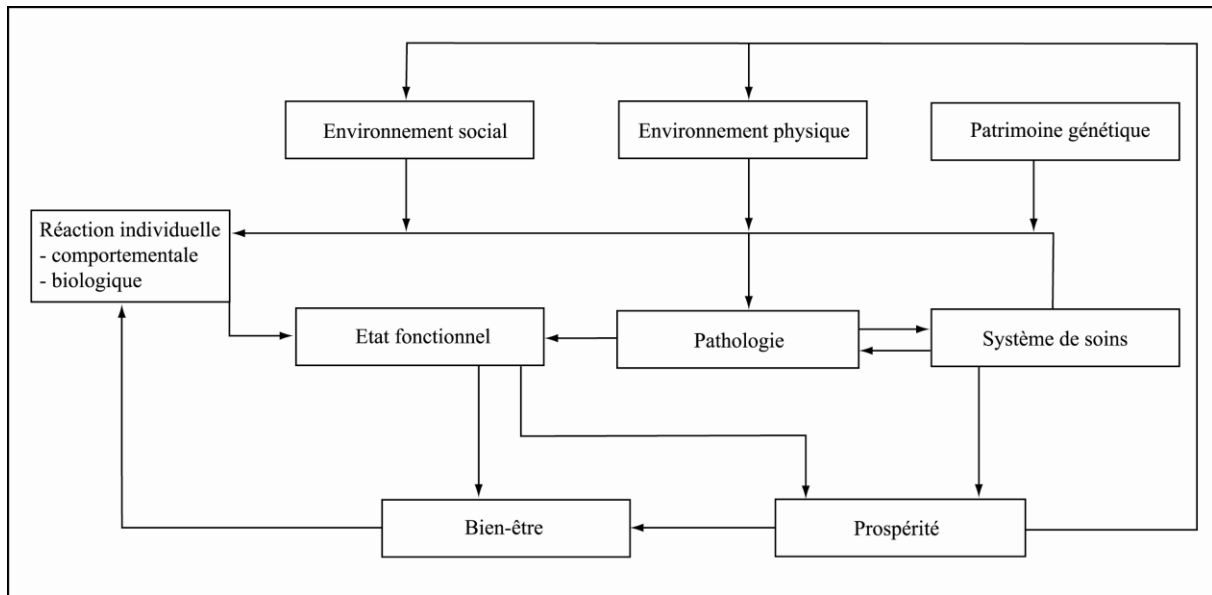 Environnement social
Environnement physique
Patrimoine génétique
Réaction individuelle
- comportementale
- biologique
Etat fonctionnel
Pathologie
Système de soins
Bien-être
Prospérité